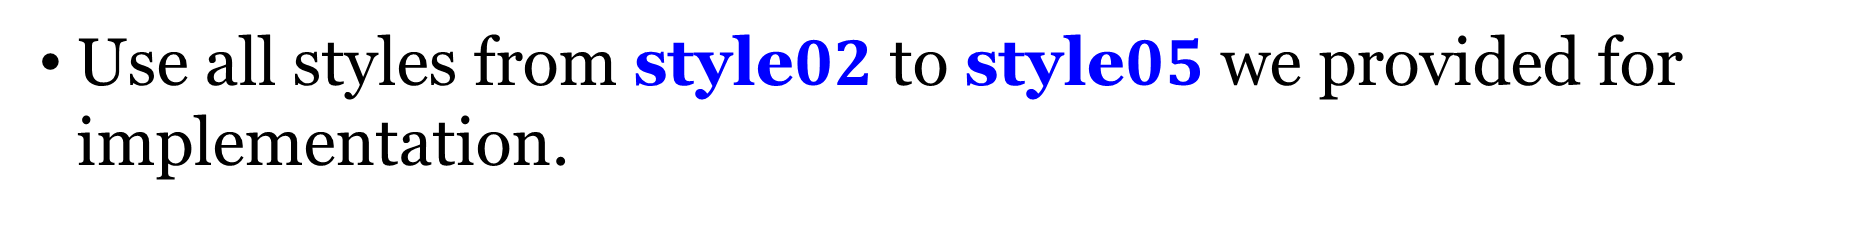 • Use all styles from style02 to style05 we provided for
implementation.